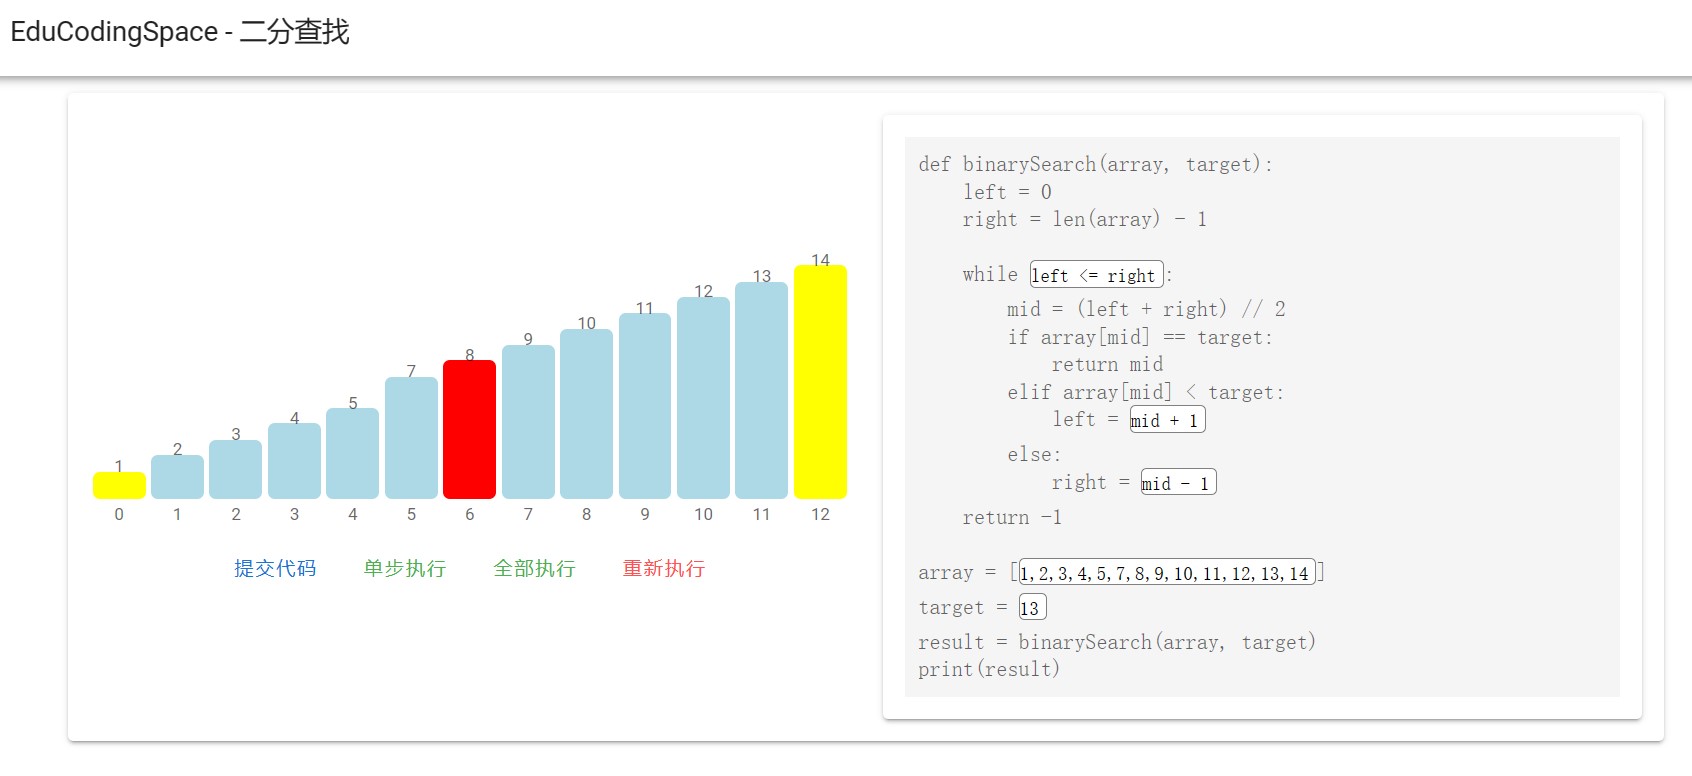 EduCodingSpace - 二分查找
14
13
12
11
10
9
8
7
5
4
3
2
1
0 1 2 3 4 5 6 7 8 9 10 11 12
提交代码 单步执行 全部执行 重新执行
def binarySearch(array, target):
    left = 0
    right = len(array) - 1
    while left <= right:
        mid = (left + right) // 2
        if array[mid] == target:
            return mid
        elif array[mid] < target:
            left = mid + 1
        else:
            right = mid - 1
    return -1
array = [1,2,3,4,5,7,8,9,10,11,12,13,14]
target = 13
result = binarySearch(array, target)
print(result)